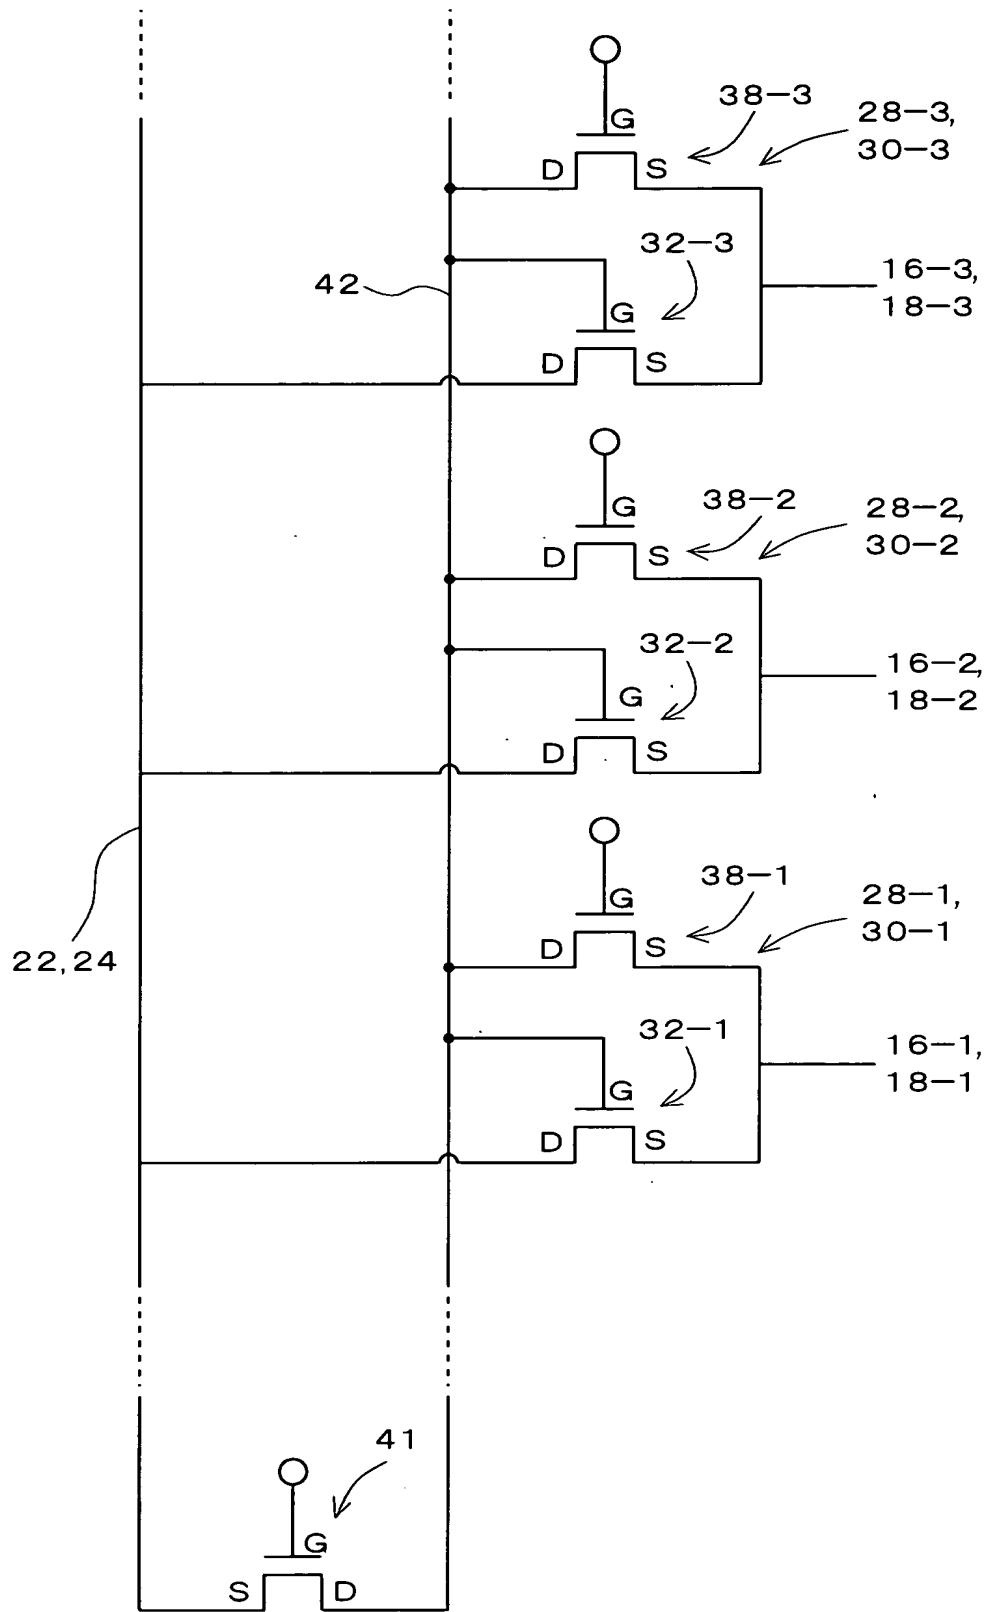 G
38-3
28-3,
30-3
D
S
32-3
16-3,
18-3
42
G
D
S
G
38-2
28-2,
30-2
D
S
32-2
16-2,
18-2
G
D
S
38-1
28-1,
30-1
G
D
S
22,24
32-1
16-1,
18-1
G
D
S
41
G
S
D